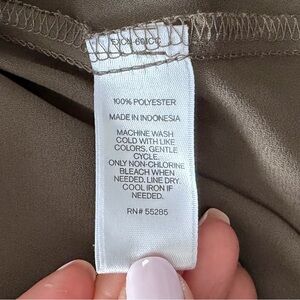 100% POLYESTER
MADE IN INDONESIA
MACHINE WASH
COLD WITH LIKE
COLORS, GENTLE
CYCLE.
ONLY NON-CHLORINE
BLEACH WHEN
NEEDED. LINE DRY.
COOL IRON IF
NEEDED.
RN# 55285